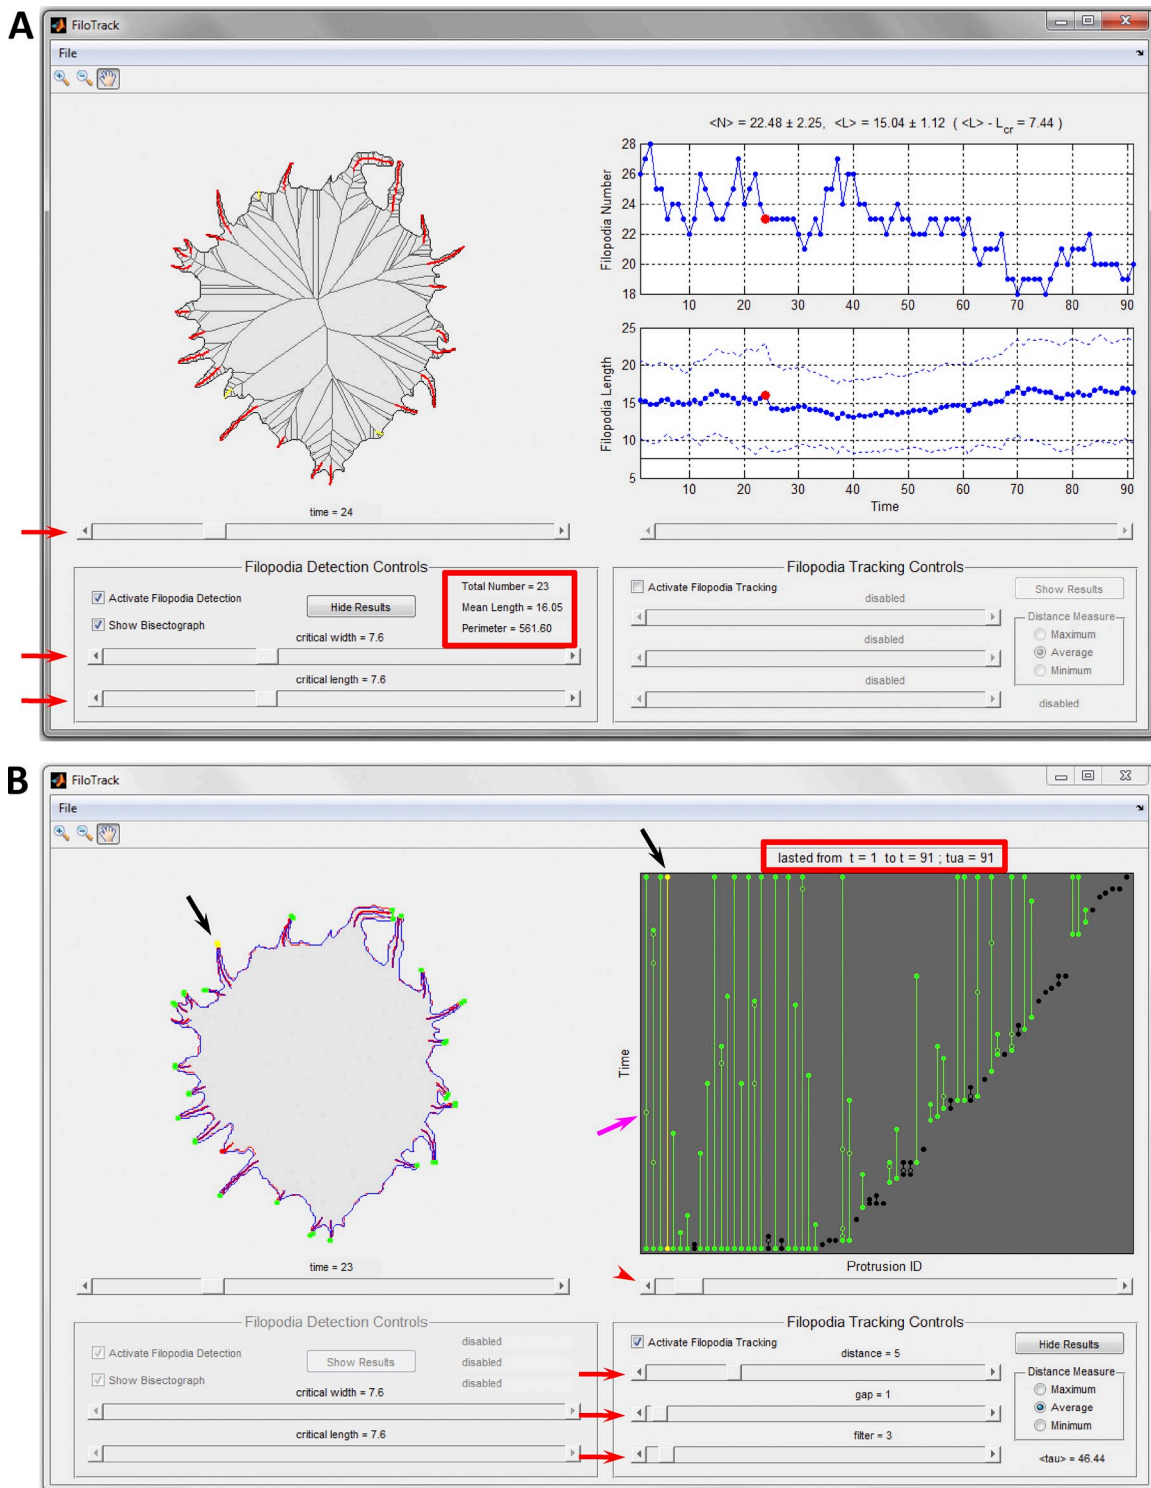 A
FiloTrack
File
<N> = 22.48 ± 2.25, <L> = 15.04 ± 1.12 ( <L> - Lcr = 7.44 )
28
26
24
22
20
18
Filopodia Number
10 20 30 40 50 60 70 80 90
25
20
15
10
5
Filopodia Length
10 20 30 40 50 60 70 80 90
Time
time = 24
Filopodia Detection Controls
Activate Filopodia Detection
Show Bisectograph
Hide Results
Total Number = 23
Mean Length = 16.05
Perimeter = 561.60
critical width = 7.6
critical length = 7.6
Filopodia Tracking Controls
Activate Filopodia Tracking
disabled
disabled
disabled
Show Results
Distance Measure
Maximum
Average
Minimum
disabled
B
FiloTrack
File
lasted from t = 1 to t = 91 ; tua = 91
Time
Protrusion ID
time = 23
Filopodia Detection Controls
Activate Filopodia Detection
Show Bisectograph
Show Results
disabled
disabled
disabled
critical width = 7.6
critical length = 7.6
Filopodia Tracking Controls
Activate Filopodia Tracking
distance = 5
gap = 1
filter = 3
Hide Results
Distance Measure
Maximum
Average
Minimum
<tau> = 46.44